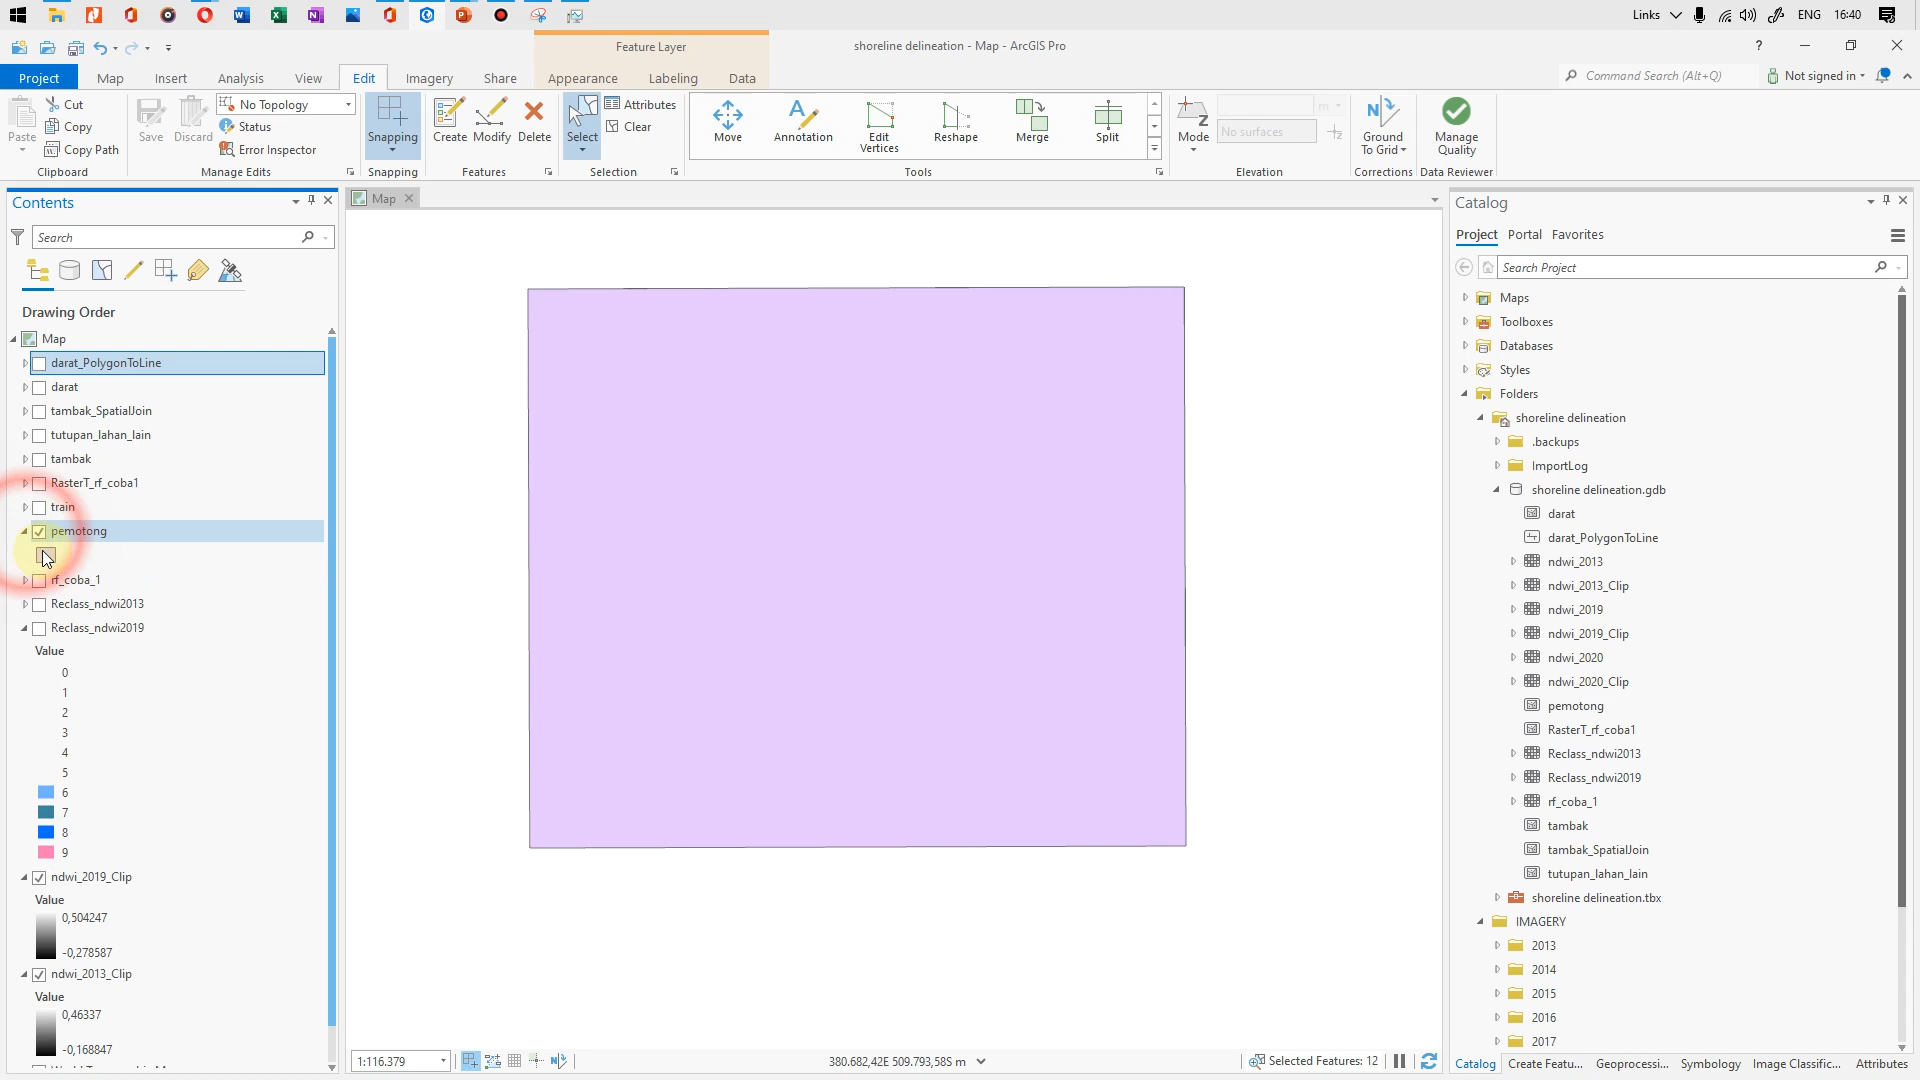 Links
ENG
16:40
Feature Layer
shoreline delineation - Map - ArcGIS Pro
?
Project
Map
Insert
Analysis
View
Edit
Imagery
Share
Appearance
Labeling
Data
Command Search (Alt+Q)
Not signed in
Paste
Cut
Copy
Copy Path
Clipboard
Save
Discard
No Topology
Status
Error Inspector
Manage Edits
Snapping
Snapping
Create
Modify
Delete
Features
Select
Attributes
Clear
Selection
Move
Annotation
Edit
Vertices
Reshape
Merge
Split
Tools
Mode
m
No surfaces
Elevation
Ground
To Grid
Corrections
Manage
Quality
Data Reviewer
Contents
Search
Drawing Order
Map
darat_PolygonToLine
darat
tambak_SpatialJoin
tutupan_lahan_lain
tambak
RasterT_rf_coba1
train
pemotong
rf_coba_1
Reclass_ndwi2013
Reclass_ndwi2019
Value
0
1
2
3
4
5
6
7
8
9
ndwi_2019_Clip
Value
0,504247
-0,278587
ndwi_2013_Clip
Value
0,46337
-0,168847
Map
1:116.379
380.682,42E 509.793,58S m
Selected Features: 12
Catalog
Project
Portal
Favorites
Search Project
Maps
Toolboxes
Databases
Styles
Folders
shoreline delineation
.backups
ImportLog
shoreline delineation.gdb
darat
darat_PolygonToLine
ndwi_2013
ndwi_2013_Clip
ndwi_2019
ndwi_2019_Clip
ndwi_2020
ndwi_2020_Clip
pemotong
RasterT_rf_coba1
Reclass_ndwi2013
Reclass_ndwi2019
rf_coba_1
tambak
tambak_SpatialJoin
tutupan_lahan_lain
shoreline delineation.tbx
IMAGERY
2013
2014
2015
2016
2017
Catalog
Create Featu...
Geoprocessi...
Symbology
Image Classific...
Attributes